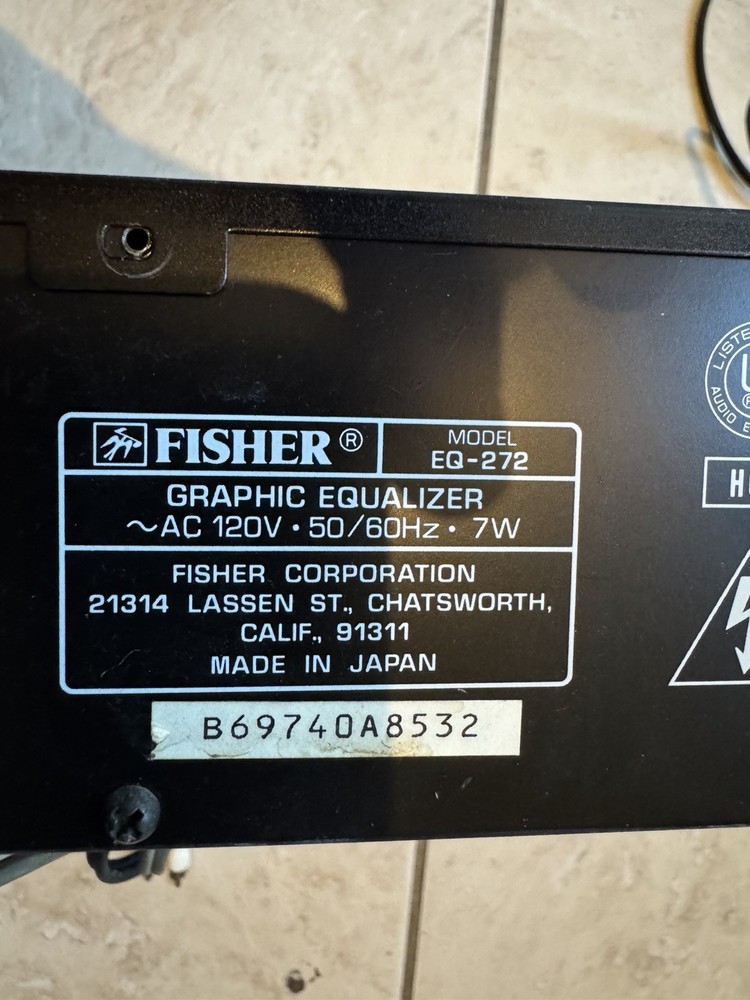 FISHER ®
MODEL
EQ-272
GRAPHIC EQUALIZER
~AC 120V • 50/60Hz • 7W
FISHER CORPORATION
21314 LASSEN ST., CHATSWORTH,
CALIF., 91311
MADE IN JAPAN
B69740A8532